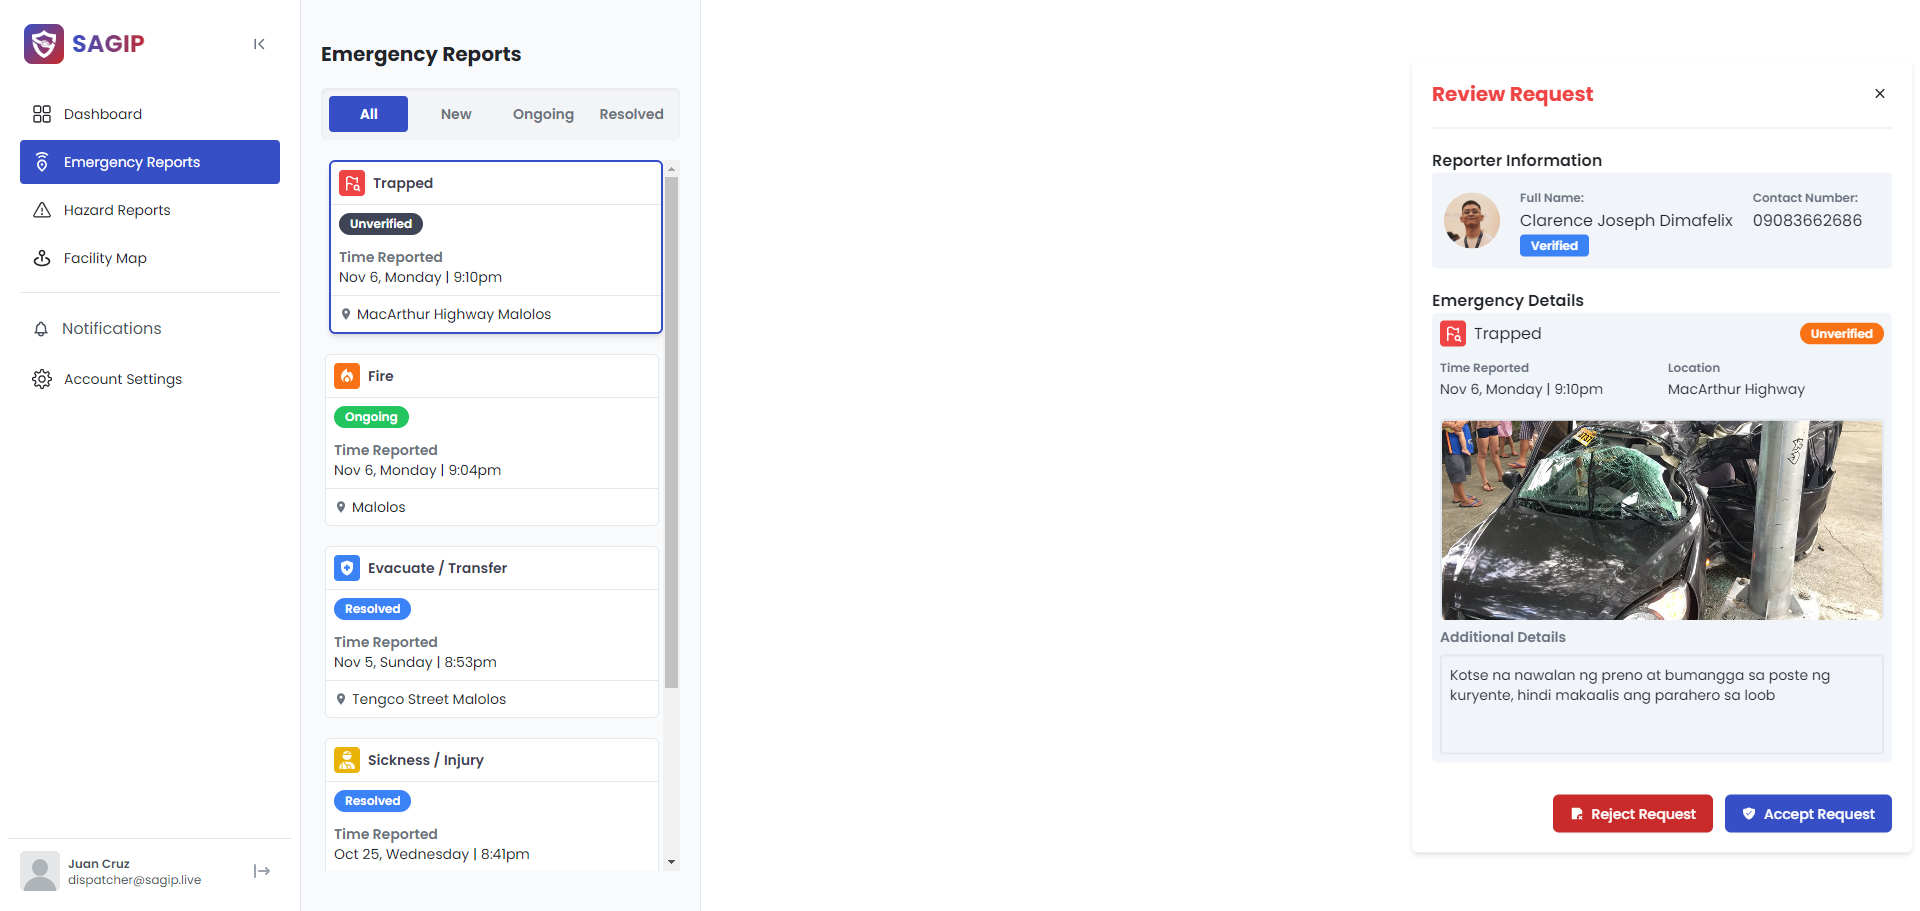 SAGIP
Dashboard
Emergency Reports
Hazard Reports
Facility Map
Notifications
Account Settings
Juan Cruz
dispatcher@sagip.live
Emergency Reports
All New Ongoing Resolved
Trapped
Unverified
Time Reported
Nov 6, Monday | 9:10pm
MacArthur Highway Malolos
Fire
Ongoing
Time Reported
Nov 6, Monday | 9:04pm
Malolos
Evacuate / Transfer
Resolved
Time Reported
Nov 5, Sunday | 8:53pm
Tengco Street Malolos
Sickness / Injury
Resolved
Time Reported
Oct 25, Wednesday | 8:41pm
Review Request
Reporter Information
Full Name:
Clarence Joseph Dimafelix
Verified
Contact Number:
09083662686
Emergency Details
Trapped
Unverified
Time Reported
Nov 6, Monday | 9:10pm
Location
MacArthur Highway
Additional Details
Kotse na nawalan ng preno at bumangga sa poste ng
kuryente, hindi makaalis ang parahero sa loob
Reject Request
Accept Request